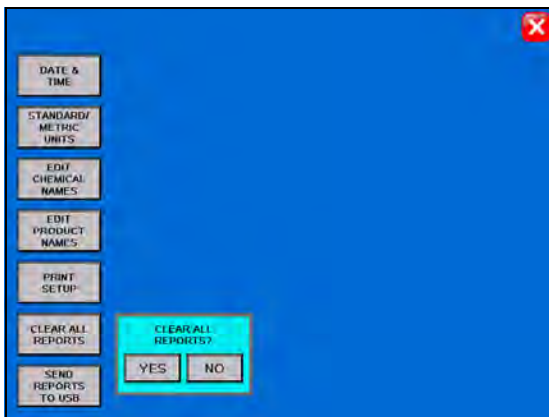 DATE &
TIME
STANDARD/
METRIC
UNITS
EDIT
CHEMICAL
NAMES
EDIT
PRODUCT
NAMES
PRINT
SETUP
CLEAR ALL
REPORTS
CLEAR ALL
REPORTS?
YES NO
SEND
REPORTS
TO USB